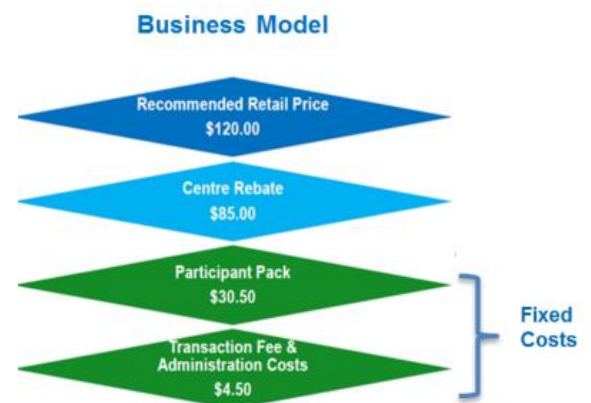 Business Model
Recommended Retail Price
$120.00
Centre Rebate
$85.00
Participant Pack
$30.50
Fixed
Costs
Transaction Fee &
Administration Costs
$4.50